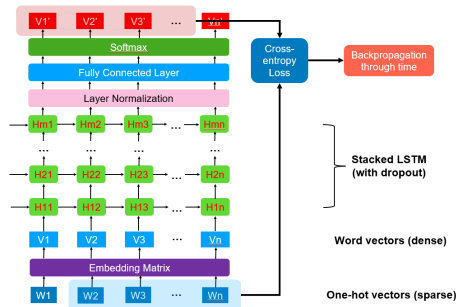 V1' V2' V3' ... Vn'
Softmax
Fully Connected Layer
Layer Normalization
Hm1 Hm2 Hm3 ... Hmn
... ... ... ...
H21 H22 H23 ... H2n
H11 H12 H13 ... H1n
V1 V2 V3 ... Vn
Embedding Matrix
W1 W2 W3 ... Wn
Cross-
entropy
Loss
Backpropagation
through time
Stacked LSTM
(with dropout)
Word vectors (dense)
One-hot vectors (sparse)